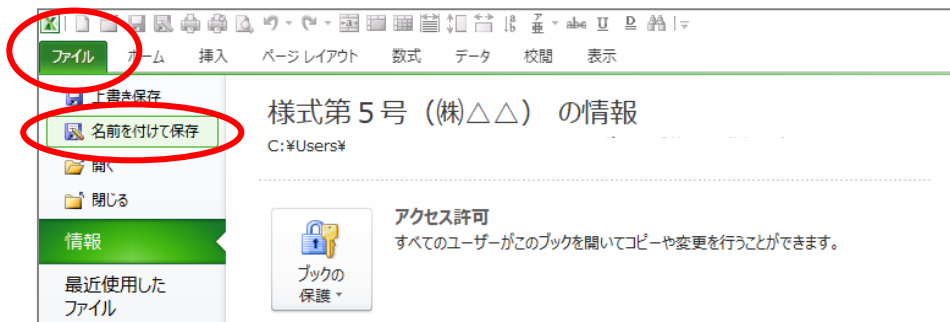 ファイル ホーム 挿入 ページ レイアウト 数式 データ 校閲 表示
上書き保存
名前を付けて保存
開く
閉じる
情報
最近使用した
ファイル
様式第５号（㈱△△） の情報
C:¥Users¥
ブックの
保護
アクセス許可
すべてのユーザーがこのブックを開いてコピーや変更を行うことができます。